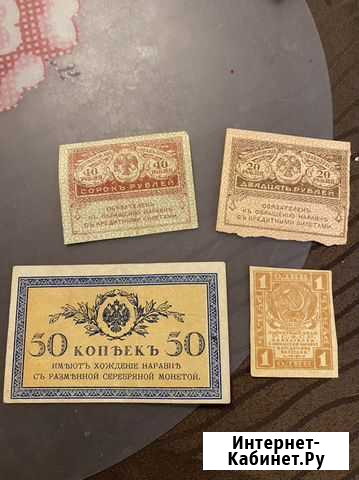 40 40
СОРОКЪ РУБЛЕЙ
ОБЯЗАТЕЛЕНЪ
КЪ ОБРАЩЕНІЮ НАРАВНѢ
СЪ КРЕДИТНЫМИ БИЛЕТАМИ
20 20
ДВАДЦАТЬ РУБЛЕЙ
ОБЯЗАТЕЛЕНЪ
КЪ ОБРАЩЕНІЮ НАРАВНѢ
СЪ КРЕДИТНЫМИ БИЛЕТАМИ
50 КОПѢЕКЪ 50
ИМѢЮТЪ ХОЖДЕНІЕ НАРАВНѢ
СЪ РАЗМѢННОЙ СЕРЕБРЯНОЙ МОНЕТОЙ.
1 1
Интернет-
Кабинет.Ру